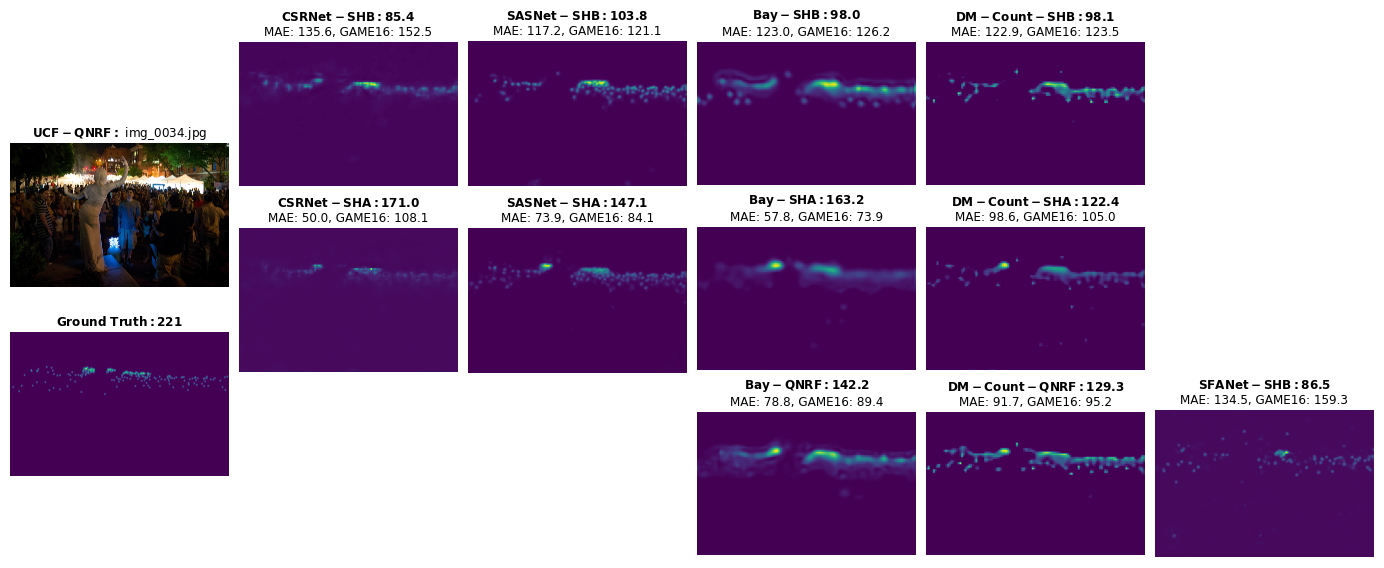 CSRNet − SHB : 85.4
MAE: 135.6, GAME16: 152.5
SASNet − SHB : 103.8
MAE: 117.2, GAME16: 121.1
Bay − SHB : 98.0
MAE: 123.0, GAME16: 126.2
DM − Count − SHB : 98.1
MAE: 122.9, GAME16: 123.5
UCF − QNRF : img_0034.jpg
CSRNet − SHA : 171.0
MAE: 50.0, GAME16: 108.1
SASNet − SHA : 147.1
MAE: 73.9, GAME16: 84.1
Bay − SHA : 163.2
MAE: 57.8, GAME16: 73.9
DM − Count − SHA : 122.4
MAE: 98.6, GAME16: 105.0
Ground Truth : 221
Bay − QNRF : 142.2
MAE: 78.8, GAME16: 89.4
DM − Count − QNRF : 129.3
MAE: 91.7, GAME16: 95.2
SFANet − SHB : 86.5
MAE: 134.5, GAME16: 159.3